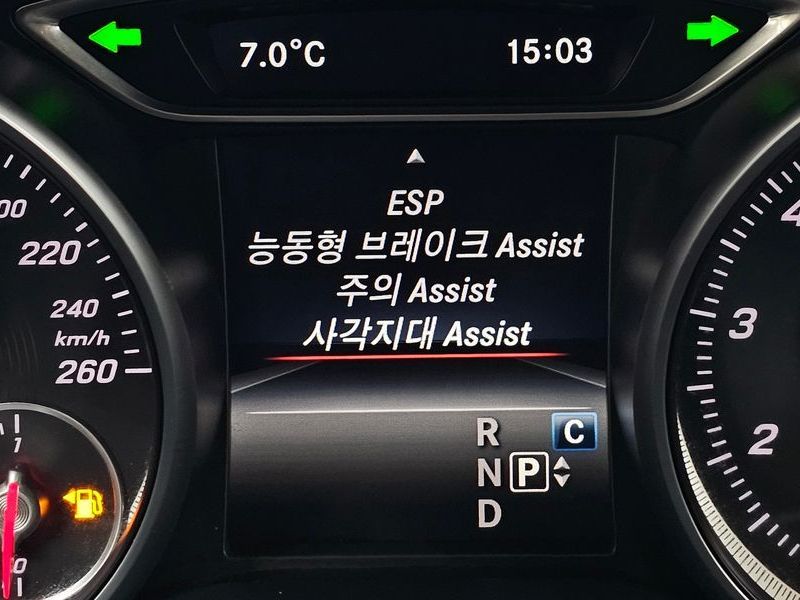 7.0°C 15:03
ESP
능동형 브레이크 Assist
주의 Assist
사각지대 Assist
220
240
km/h
260
1
R C
N P
D
3
2